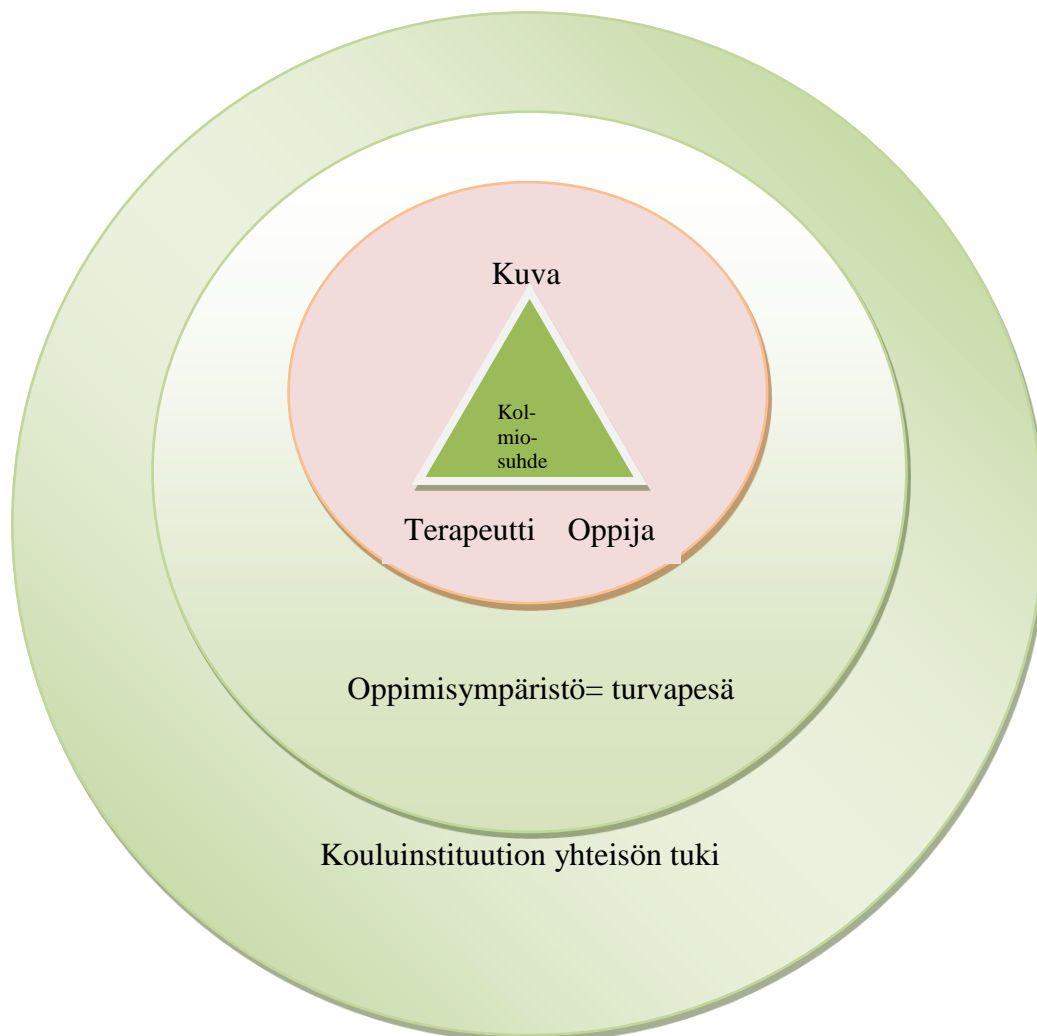 Kuva
Kol-
mio-
suhde
Terapeutti Oppija
Oppimisympäristö= turvapesä
Kouluinstituution yhteisön tuki